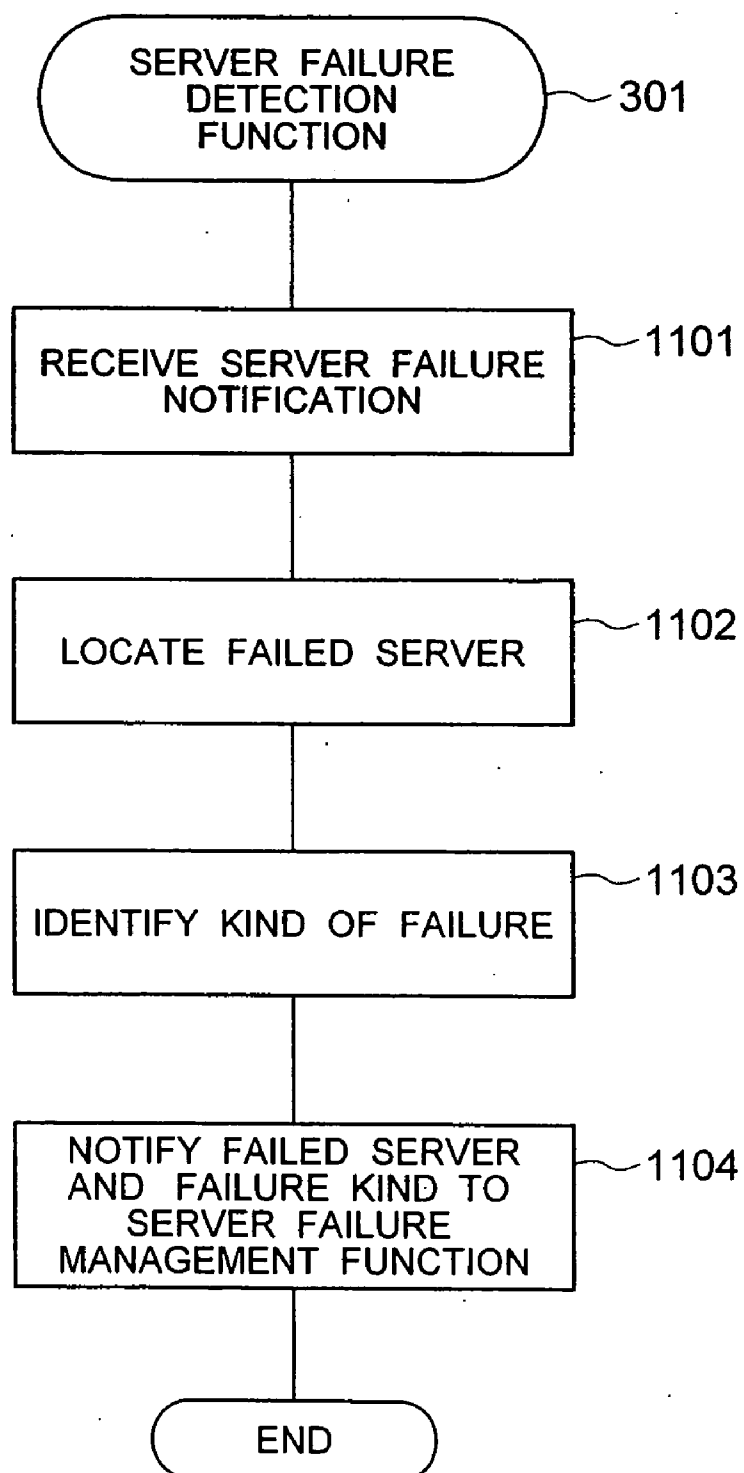 SERVER FAILURE
DETECTION
FUNCTION
301
RECEIVE SERVER FAILURE
NOTIFICATION
1101
LOCATE FAILED SERVER
1102
IDENTIFY KIND OF FAILURE
1103
NOTIFY FAILED SERVER
AND FAILURE KIND TO
SERVER FAILURE
MANAGEMENT FUNCTION
1104
END